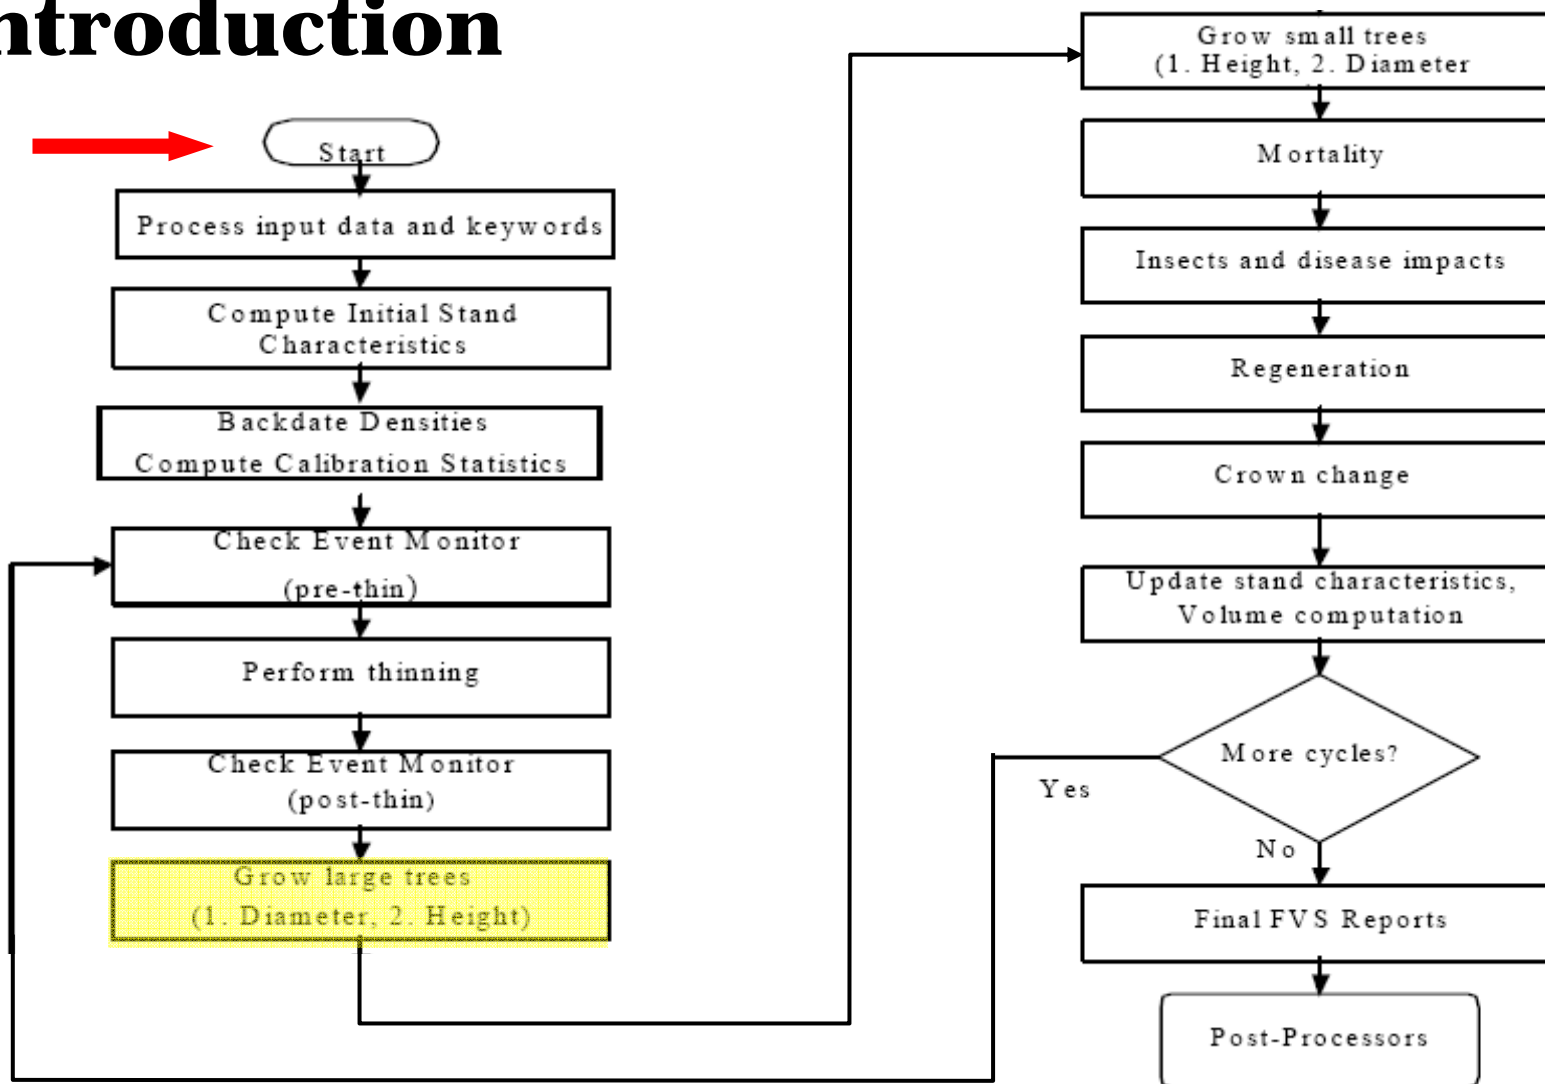 ntroduction
Start
Process input data and keywords
Compute Initial Stand
Characteristics
Backdate Densities
Compute Calibration Statistics
Check Event Monitor
(pre-thin)
Perform thinning
Check Event Monitor
(post-thin)
Grow large trees
(1. Diameter, 2. Height)
Grow small trees
(1. Height, 2. Diameter
Mortality
Insects and disease impacts
Regeneration
Crown change
Update stand characteristics,
Volume computation
More cycles?
Yes
No
Final FVS Reports
Post-Processors